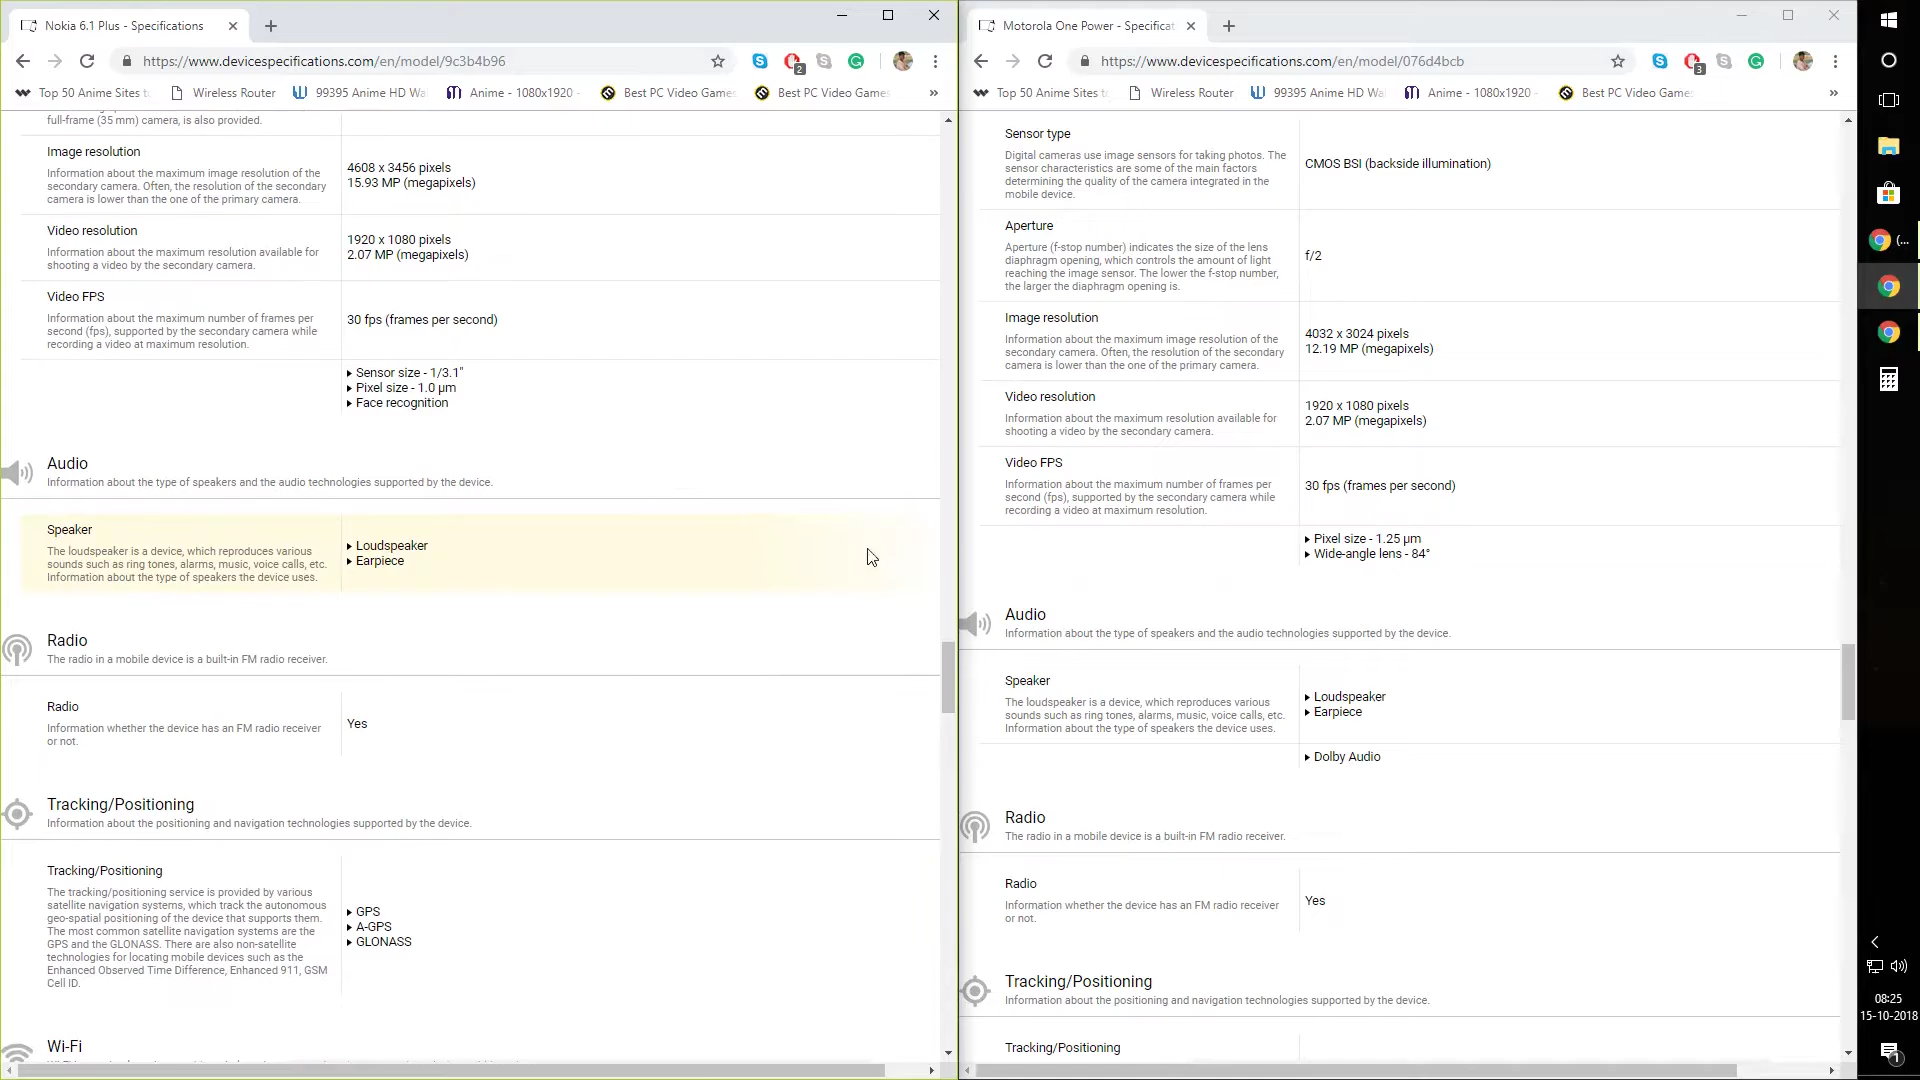 Nokia 6.1 Plus - Specifications
https://www.devicespecifications.com/en/model/9c3b4b96
2
Top 50 Anime Sites to
Wireless Router
99395 Anime HD Wa
Anime - 1080x1920 -
Best PC Video Games
Best PC Video Games
»
full-frame (35 mm) camera, is also provided.
Image resolution
Information about the maximum image resolution of the
secondary camera. Often, the resolution of the secondary
camera is lower than the one of the primary camera.
4608 x 3456 pixels
15.93 MP (megapixels)
Video resolution
Information about the maximum resolution available for
shooting a video by the secondary camera.
1920 x 1080 pixels
2.07 MP (megapixels)
Video FPS
Information about the maximum number of frames per
second (fps), supported by the secondary camera while
recording a video at maximum resolution.
30 fps (frames per second)
Sensor size - 1/3.1"
Pixel size - 1.0 μm
Face recognition
Audio
Information about the type of speakers and the audio technologies supported by the device.
Speaker
The loudspeaker is a device, which reproduces various
sounds such as ring tones, alarms, music, voice calls, etc.
Information about the type of speakers the device uses.
Loudspeaker
Earpiece
Radio
The radio in a mobile device is a built-in FM radio receiver.
Radio
Information whether the device has an FM radio receiver
or not.
Yes
Tracking/Positioning
Information about the positioning and navigation technologies supported by the device.
Tracking/Positioning
The tracking/positioning service is provided by various
satellite navigation systems, which track the autonomous
geo-spatial positioning of the device that supports them.
The most common satellite navigation systems are the
GPS and the GLONASS. There are also non-satellite
technologies for locating mobile devices such as the
Enhanced Observed Time Difference, Enhanced 911, GSM
Cell ID.
GPS
A-GPS
GLONASS
Wi-Fi
Motorola One Power - Specificat
https://www.devicespecifications.com/en/model/076d4bcb
3
Top 50 Anime Sites to
Wireless Router
99395 Anime HD Wa
Anime - 1080x1920 -
Best PC Video Games
»
Sensor type
Digital cameras use image sensors for taking photos. The
sensor characteristics are some of the main factors
determining the quality of the camera integrated in the
mobile device.
CMOS BSI (backside illumination)
Aperture
Aperture (f-stop number) indicates the size of the lens
diaphragm opening, which controls the amount of light
reaching the image sensor. The lower the f-stop number,
the larger the diaphragm opening is.
f/2
Image resolution
Information about the maximum image resolution of the
secondary camera. Often, the resolution of the secondary
camera is lower than the one of the primary camera.
4032 x 3024 pixels
12.19 MP (megapixels)
Video resolution
Information about the maximum resolution available for
shooting a video by the secondary camera.
1920 x 1080 pixels
2.07 MP (megapixels)
Video FPS
Information about the maximum number of frames per
second (fps), supported by the secondary camera while
recording a video at maximum resolution.
30 fps (frames per second)
Pixel size - 1.25 μm
Wide-angle lens - 84°
Audio
Information about the type of speakers and the audio technologies supported by the device.
Speaker
The loudspeaker is a device, which reproduces various
sounds such as ring tones, alarms, music, voice calls, etc.
Information about the type of speakers the device uses.
Loudspeaker
Earpiece
Dolby Audio
Radio
The radio in a mobile device is a built-in FM radio receiver.
Radio
Information whether the device has an FM radio receiver
or not.
Yes
Tracking/Positioning
Information about the positioning and navigation technologies supported by the device.
Tracking/Positioning
(...
08:25
15-10-2018
1